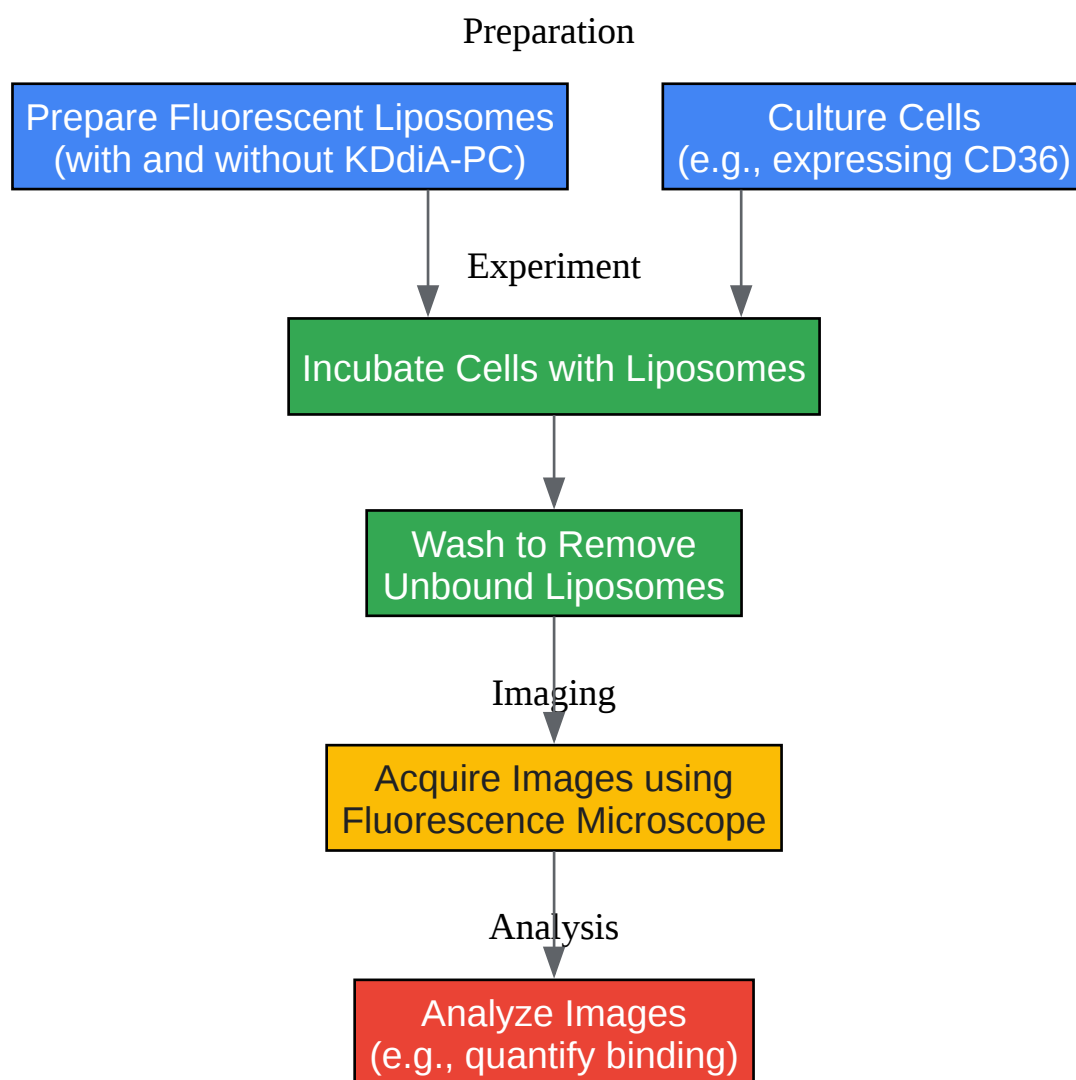 Preparation
Prepare Fluorescent Liposomes
(with and without KDdiA-PC)
Culture Cells
(e.g., expressing CD36)
Experiment
Incubate Cells with Liposomes
Wash to Remove
Unbound Liposomes
Imaging
Acquire Images using
Fluorescence Microscope
Analysis
Analyze Images
(e.g., quantify binding)